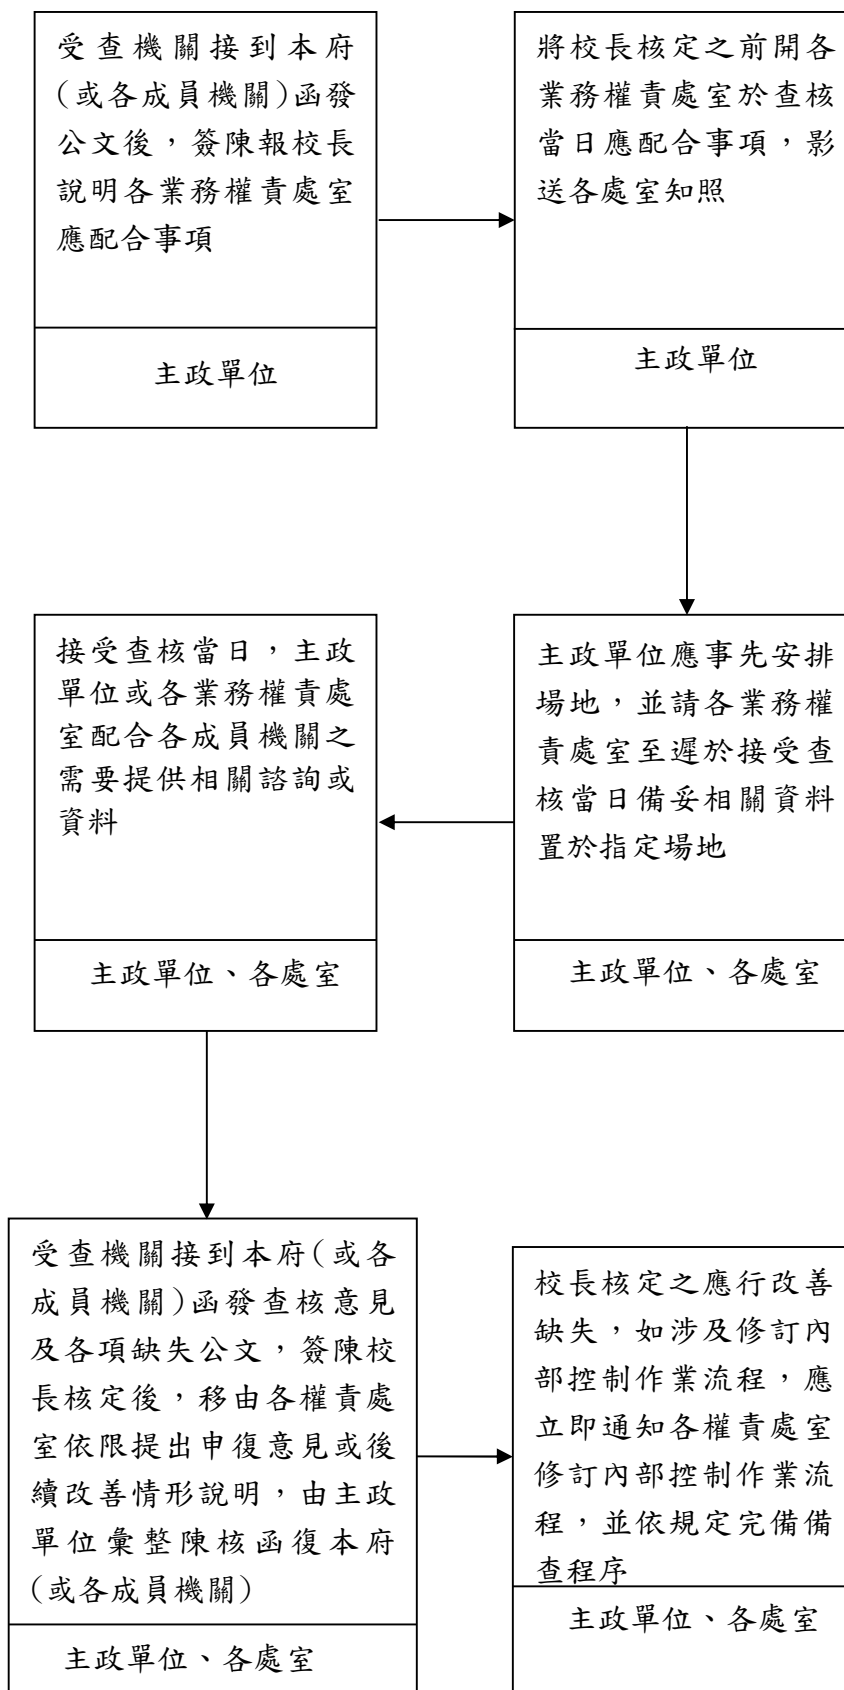 受查機關接到本府
(或各成員機關)函發
公文後，簽陳報校長
說明各業務權責處室
應配合事項
主政單位
將校長核定之前開各
業務權責處室於查核
當日應配合事項，影
送各處室知照
主政單位
主政單位應事先安排
場地，並請各業務權
責處室至遲於接受查
核當日備妥相關資料
置於指定場地
主政單位、各處室
接受查核當日，主政
單位或各業務權責處
室配合各成員機關之
需要提供相關諮詢或
資料
主政單位、各處室
受查機關接到本府(或各
成員機關)函發查核意見
及各項缺失公文，簽陳校
長核定後，移由各權責處
室依限提出申復意見或後
續改善情形說明，由主政
單位彙整陳核函復本府
(或各成員機關)
主政單位、各處室
校長核定之應行改善
缺失，如涉及修訂內
部控制作業流程，應
立即通知各權責處室
修訂內部控制作業流
程，並依規定完備備
查程序
主政單位、各處室